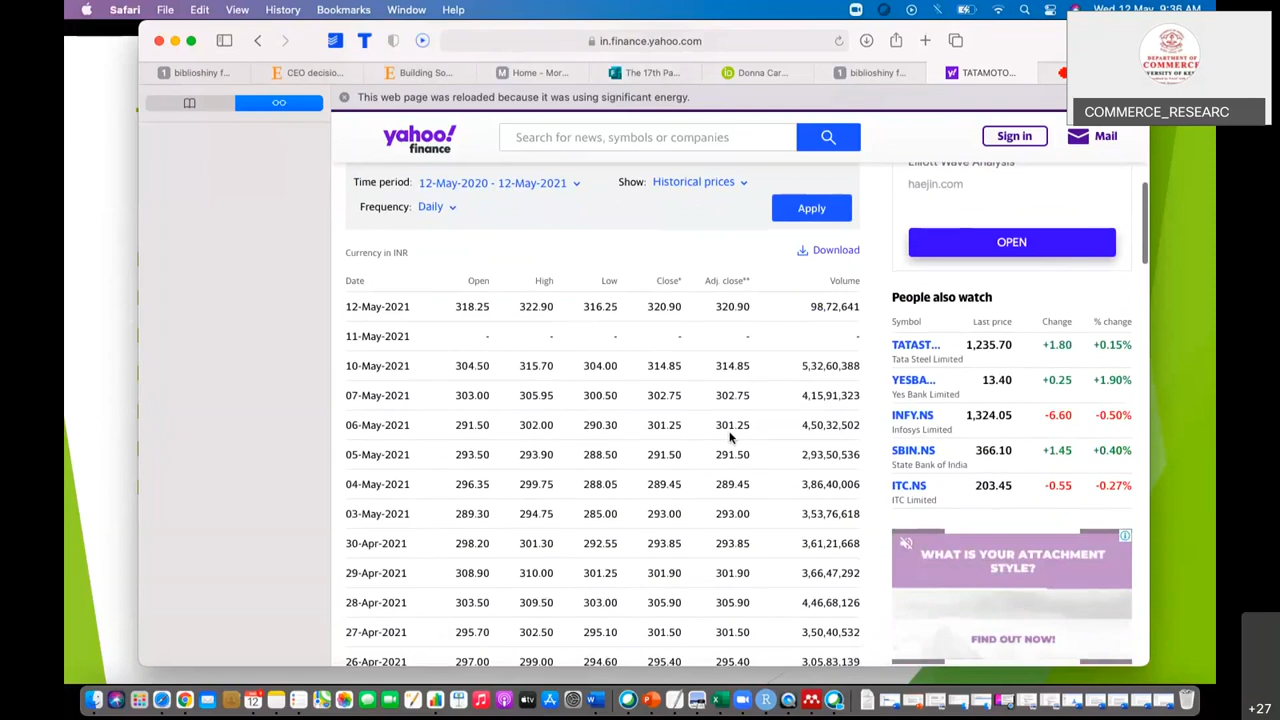 Safari File Edit View History Bookmarks Window Help
Wed 12 May 9:36 AM
in.finance.yahoo.com
biblioshiny f... CEO decisio... Building So... Home - Mor... The 17th Pa... Donna Car... biblioshiny f... TATAMOTO...
COMMERCE_RESEARC
This web page was reloaded because it was using significant energy.
yahoo!
finance
Search for news, symbols or companies
Sign in
Mail
Time period: 12-May-2020 - 12-May-2021 Show: Historical prices
Frequency: Daily
Apply
Currency in INR
Download
Date Open High Low Close* Adj. close** Volume
12-May-2021 318.25 322.90 316.25 320.90 320.90 98,72,641
11-May-2021 - - - - - -
10-May-2021 304.50 315.70 304.00 314.85 314.85 5,32,60,388
07-May-2021 303.00 305.95 300.50 302.75 302.75 4,15,91,323
06-May-2021 291.50 302.00 290.30 301.25 301.25 4,50,32,502
05-May-2021 293.50 293.90 288.50 291.50 291.50 2,93,50,536
04-May-2021 296.35 299.75 288.05 289.45 289.45 3,86,40,006
03-May-2021 289.30 294.75 285.00 293.00 293.00 3,53,76,618
30-Apr-2021 298.20 301.30 292.55 293.85 293.85 3,61,21,668
29-Apr-2021 308.90 310.00 301.25 301.90 301.90 3,66,47,292
28-Apr-2021 303.50 309.50 303.00 305.90 305.90 4,46,68,126
27-Apr-2021 295.70 302.50 295.10 301.50 301.50 3,50,40,532
26-Apr-2021 297.00 299.00 294.60 295.40 295.40 3,05,83,139
Elliott Wave Analysis
haejin.com
OPEN
People also watch
Symbol Last price Change % change
TATAST... 1,235.70 +1.80 +0.15%
Tata Steel Limited
YESBA... 13.40 +0.25 +1.90%
Yes Bank Limited
INFY.NS 1,324.05 -6.60 -0.50%
Infosys Limited
SBIN.NS 366.10 +1.45 +0.40%
State Bank of India
ITC.NS 203.45 -0.55 -0.27%
ITC Limited
WHAT IS YOUR ATTACHMENT
STYLE?
FIND OUT NOW!
+27